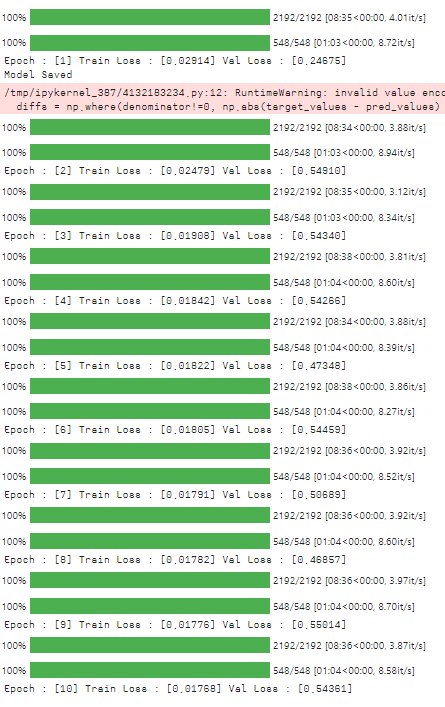 100% 2192/2192 [08:35<00:00, 4.01it/s]
100% 548/548 [01:03<00:00, 8.72it/s]
Epoch : [1] Train Loss : [0.02914] Val Loss : [0.24675]
Model Saved
/tmp/ipykernel_387/4132183234.py:12: RuntimeWarning: invalid value enco
diffs = np.where(denominator!=0, np.abs(target_values - pred_values)
100% 2192/2192 [08:34<00:00, 3.88it/s]
100% 548/548 [01:03<00:00, 8.94it/s]
Epoch : [2] Train Loss : [0.02479] Val Loss : [0.54910]
100% 2192/2192 [08:35<00:00, 3.12it/s]
100% 548/548 [01:03<00:00, 8.34it/s]
Epoch : [3] Train Loss : [0.01908] Val Loss : [0.54340]
100% 2192/2192 [08:38<00:00, 3.81it/s]
100% 548/548 [01:04<00:00, 8.60it/s]
Epoch : [4] Train Loss : [0.01842] Val Loss : [0.54266]
100% 2192/2192 [08:34<00:00, 3.88it/s]
100% 548/548 [01:04<00:00, 8.39it/s]
Epoch : [5] Train Loss : [0.01822] Val Loss : [0.47348]
100% 2192/2192 [08:38<00:00, 3.86it/s]
100% 548/548 [01:04<00:00, 8.27it/s]
Epoch : [6] Train Loss : [0.01805] Val Loss : [0.54459]
100% 2192/2192 [08:36<00:00, 3.92it/s]
100% 548/548 [01:04<00:00, 8.52it/s]
Epoch : [7] Train Loss : [0.01791] Val Loss : [0.50689]
100% 2192/2192 [08:36<00:00, 3.92it/s]
100% 548/548 [01:04<00:00, 8.60it/s]
Epoch : [8] Train Loss : [0.01782] Val Loss : [0.46857]
100% 2192/2192 [08:36<00:00, 3.97it/s]
100% 548/548 [01:04<00:00, 8.70it/s]
Epoch : [9] Train Loss : [0.01776] Val Loss : [0.55014]
100% 2192/2192 [08:36<00:00, 3.87it/s]
100% 548/548 [01:04<00:00, 8.58it/s]
Epoch : [10] Train Loss : [0.01768] Val Loss : [0.54361]